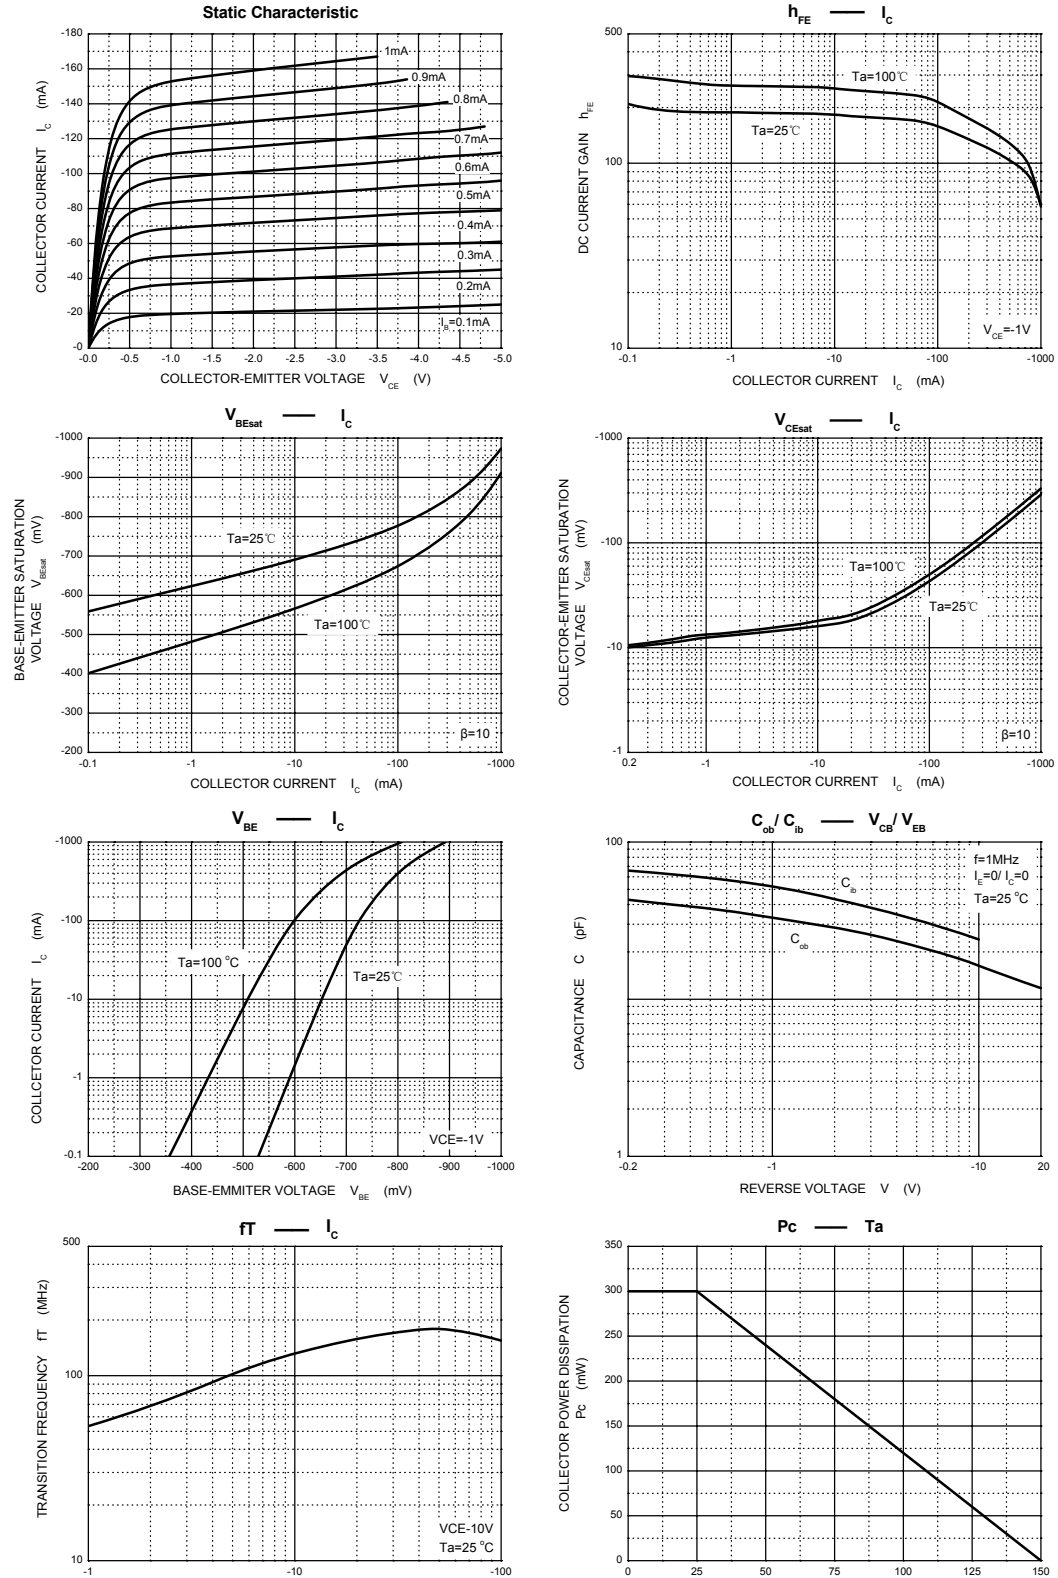 Static Characteristic
-180
-160
-140
-120
-100
-80
-60
-40
-20
-0
COLLECTOR CURRENT I_C (mA)
1mA
0.9mA
0.8mA
0.7mA
0.6mA
0.5mA
0.4mA
0.3mA
0.2mA
I_B=0.1mA
-0.0 -0.5 -1.0 -1.5 -2.0 -2.5 -3.0 -3.5 -4.0 -4.5 -5.0
COLLECTOR-EMITTER VOLTAGE V_CE (V)
h_FE —— I_C
500
100
10
DC CURRENT GAIN h_FE
Ta=100℃
Ta=25℃
V_CE=-1V
-0.1 -1 -10 -100 -1000
COLLECTOR CURRENT I_C (mA)
V_BEsat —— I_C
-1000
-900
-800
-700
-600
-500
-400
-300
-200
BASE-EMITTER SATURATION
VOLTAGE V_BEsat (mV)
Ta=25℃
Ta=100℃
β=10
-0.1 -1 -10 -100 -1000
COLLECTOR CURRENT I_C (mA)
V_CEsat —— I_C
-1000
-100
-10
-1
COLLECTOR-EMITTER SATURATION
VOLTAGE V_CEsat (mV)
Ta=100℃
Ta=25℃
β=10
0.2 -1 -10 -100 -1000
COLLECTOR CURRENT I_C (mA)
V_BE —— I_C
-1000
-100
-10
-1
-0.1
COLLCETOR CURRENT I_C (mA)
Ta=100 °C
Ta=25℃
VCE=-1V
-200 -300 -400 -500 -600 -700 -800 -900 -1000
BASE-EMMITER VOLTAGE V_BE (mV)
C_ob/ C_ib —— V_CB/ V_EB
100
1
CAPACITANCE C (pF)
f=1MHz
I_E=0/ I_C=0
Ta=25 °C
C_ib
C_ob
-0.2 -1 -10 20
REVERSE VOLTAGE V (V)
fT —— I_C
500
100
10
TRANSITION FREQUENCY fT (MHz)
VCE-10V
Ta=25 °C
-1 -10 -100
Pc —— Ta
350
300
250
200
150
100
50
0
COLLECTOR POWER DISSIPATION
Pc (mW)
0 25 50 75 100 125 150